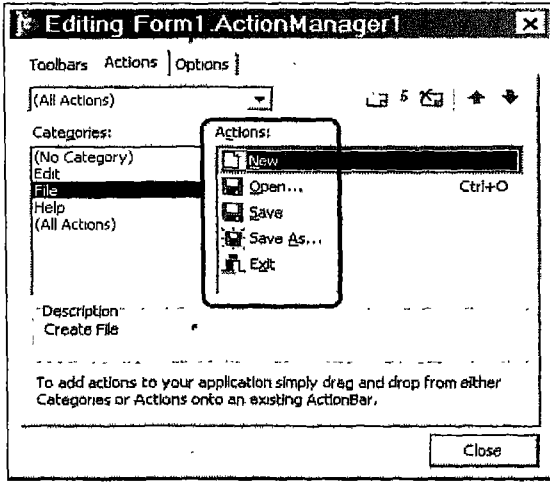 Editing Form1.ActionManager1
Toolbars Actions Options
(All Actions)
Categories:
(No Category)
Edit
File
Help
(All Actions)
Actions:
New
Open... Ctrl+O
Save
Save As...
Exit
Description
Create File
To add actions to your application simply drag and drop from either
Categories or Actions onto an existing ActionBar.
Close